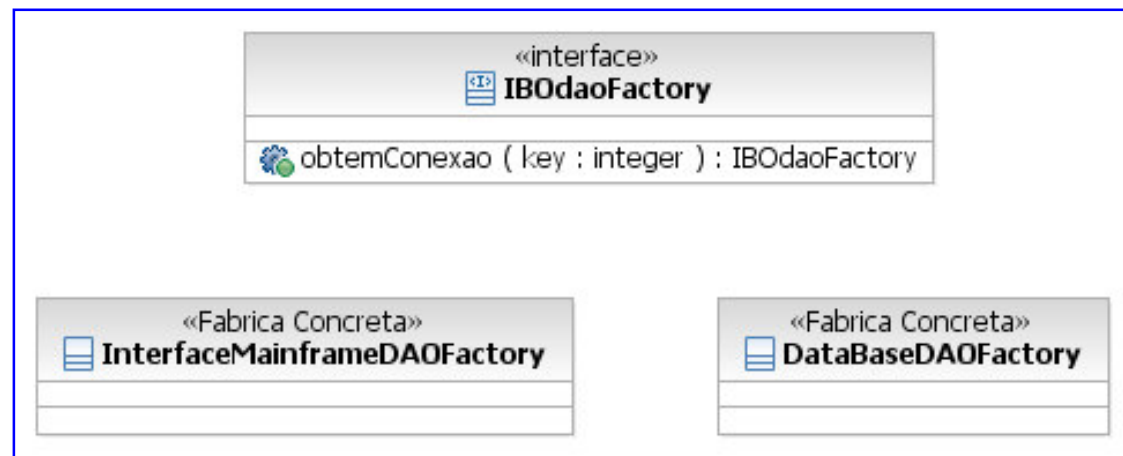 «interface»
IBOdaoFactory
obtemConexao ( key : integer ) : IBOdaoFactory
«Fabrica Concreta»
InterfaceMainframeDAOFactory
«Fabrica Concreta»
DataBaseDAOFactory